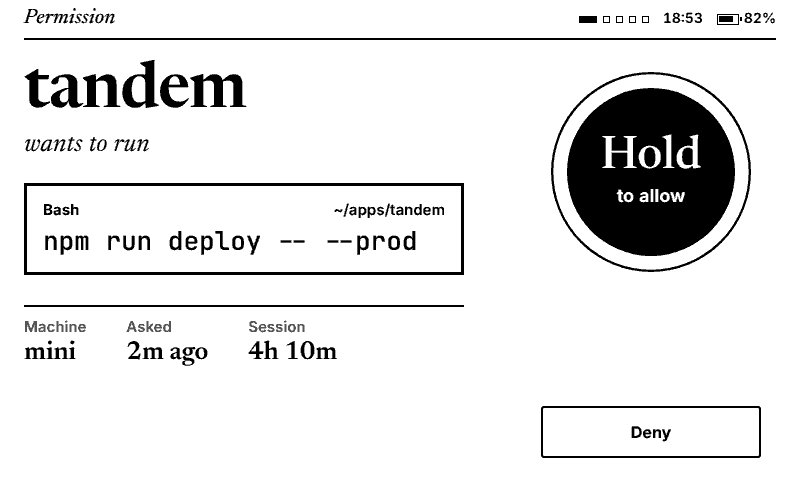 Permission
18:53 82%
tandem
wants to run
Bash ~/apps/tandem
npm run deploy -- --prod
Machine Asked Session
mini 2m ago 4h 10m
Hold
to allow
Deny